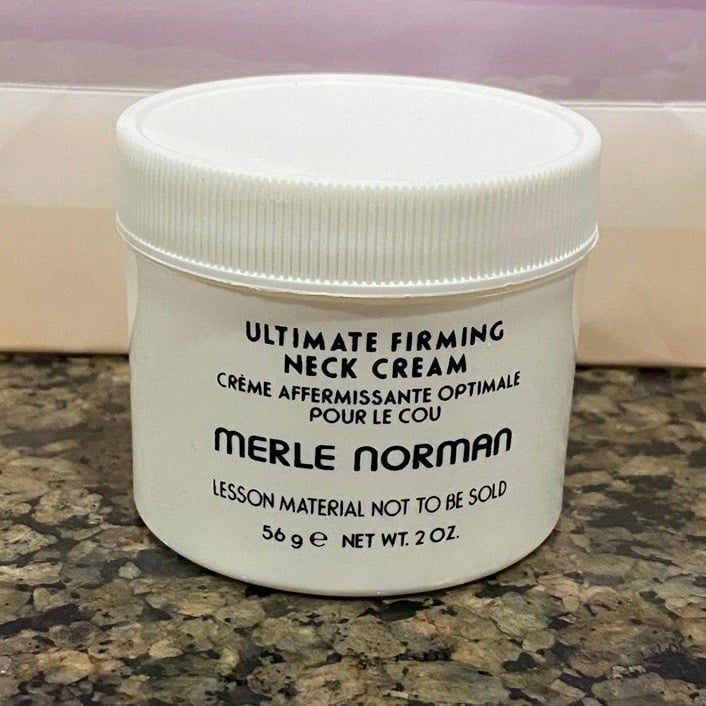 ULTIMATE FIRMING
NECK CREAM
CRÈME AFFERMISSANTE OPTIMALE
POUR LE COU
MERLE NORMAN
LESSON MATERIAL NOT TO BE SOLD
56 g ℮ NET WT. 2 OZ.